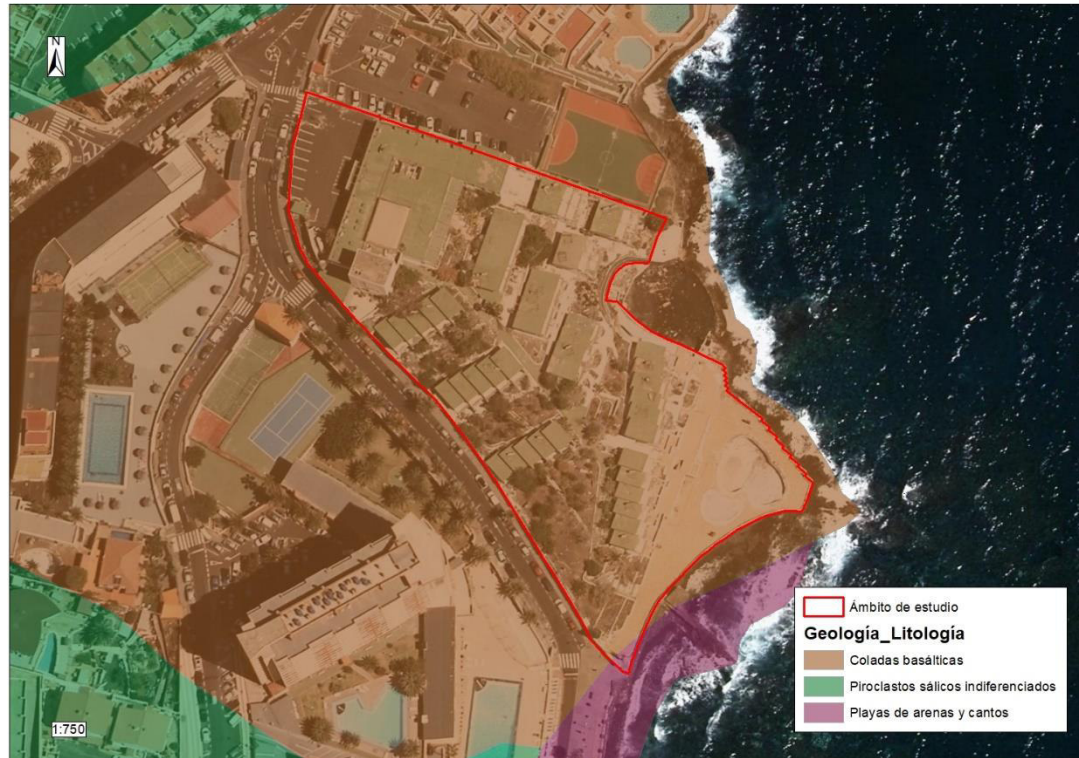 N
Ámbito de estudio
Geología_Litología
Coladas basálticas
Piroclastos sálicos indiferenciados
Playas de arenas y cantos
1:750